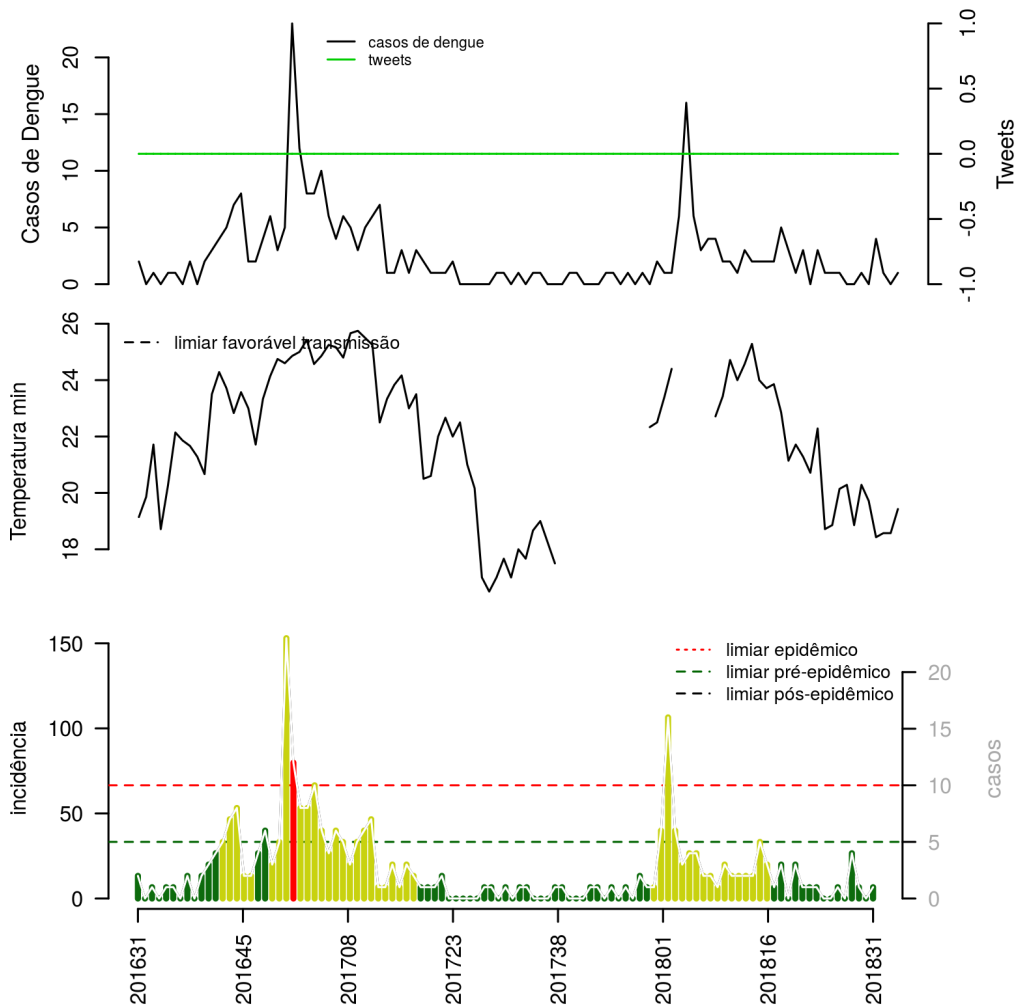 casos de dengue
tweets
Casos de Dengue
0
5
10
15
20
Tweets
-1.0
-0.5
0.0
0.5
1.0
limiar favorável transmissão
Temperatura min
18
20
22
24
26
limiar epidêmico
limiar pré-epidêmico
limiar pós-epidêmico
incidência
0
50
100
150
casos
0
5
10
15
20
201631
201645
201708
201723
201738
201801
201816
201831